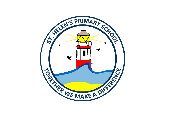 ST. HELEN'S PRIMARY SCHOOL
TOGETHER WE MAKE A DIFFERENCE